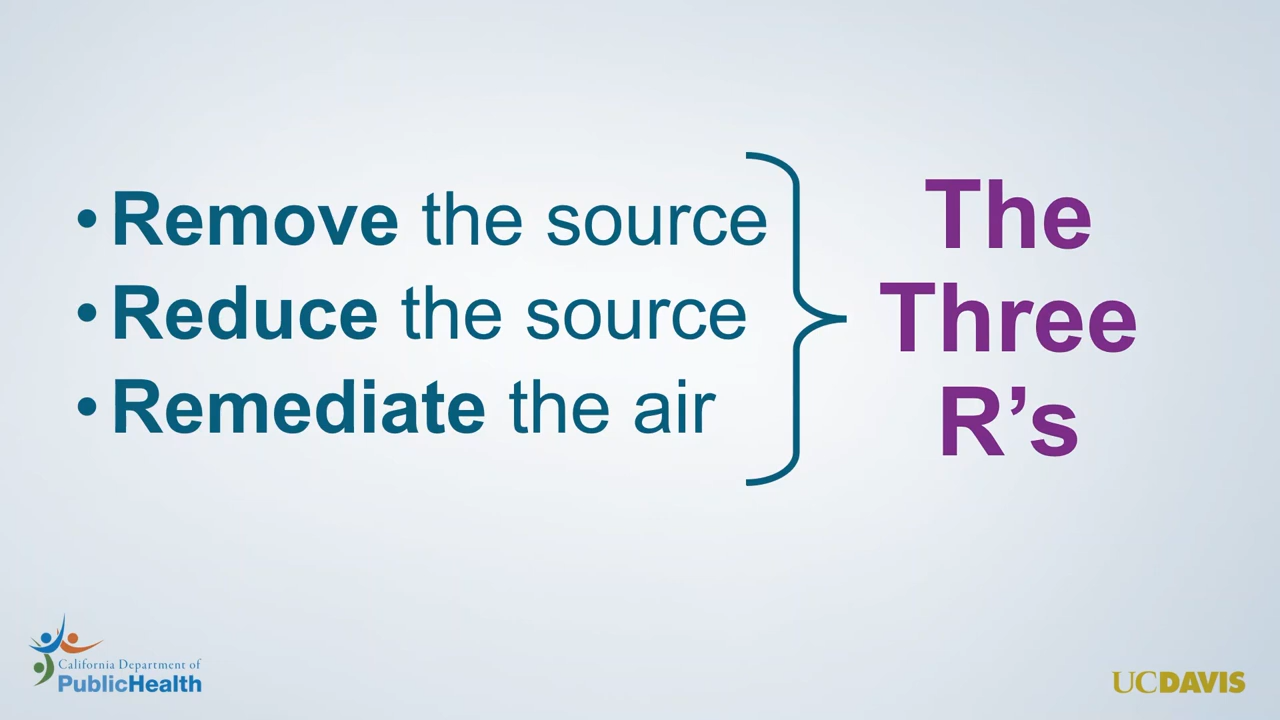 • Remove the source
• Reduce the source
• Remediate the air
The
Three
R’s
California Department of
PublicHealth
UCDAVIS